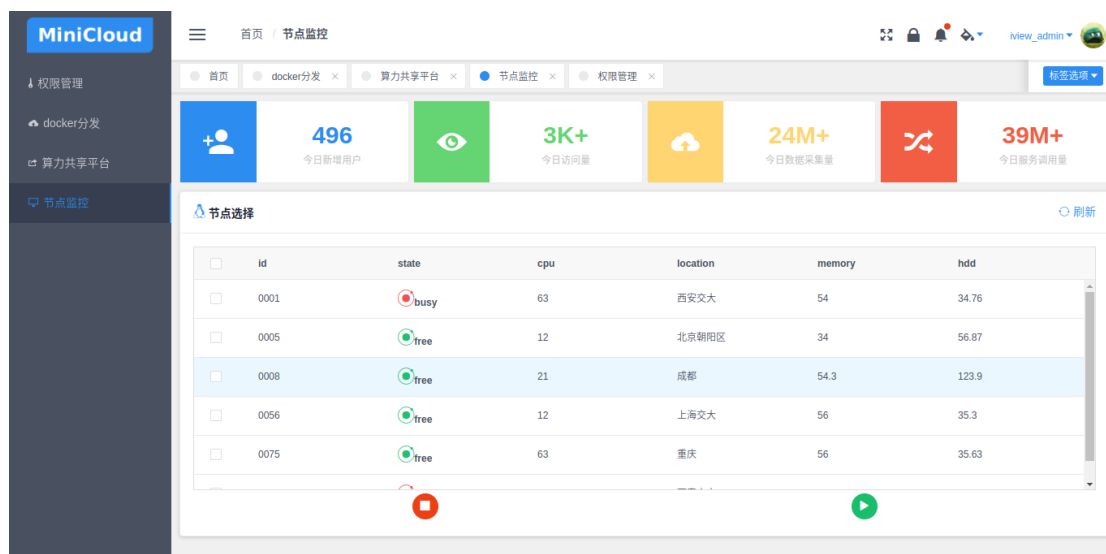 MiniCloud
首页 / 节点监控
iview_admin
权限管理
docker分发
算力共享平台
节点监控
首页 docker分发 × 算力共享平台 × 节点监控 × 权限管理 ×
标签选项
496 3K+ 24M+ 39M+
今日新增用户 今日访问量 今日数据采集量 今日服务调用量
节点选择
刷新
id state cpu location memory hdd
0001 busy 63 西安交大 54 34.76
0005 free 12 北京朝阳区 34 56.87
0008 free 21 成都 54.3 123.9
0056 free 12 上海交大 56 35.3
0075 free 63 重庆 56 35.63